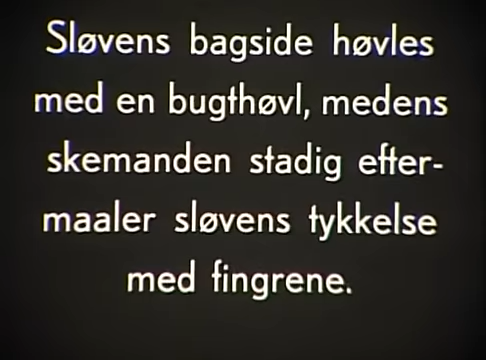 Sløvens bagside høvles
med en bugthøvl, medens
skemanden stadig efter-
maaler sløvens tykkelse
med fingrene.